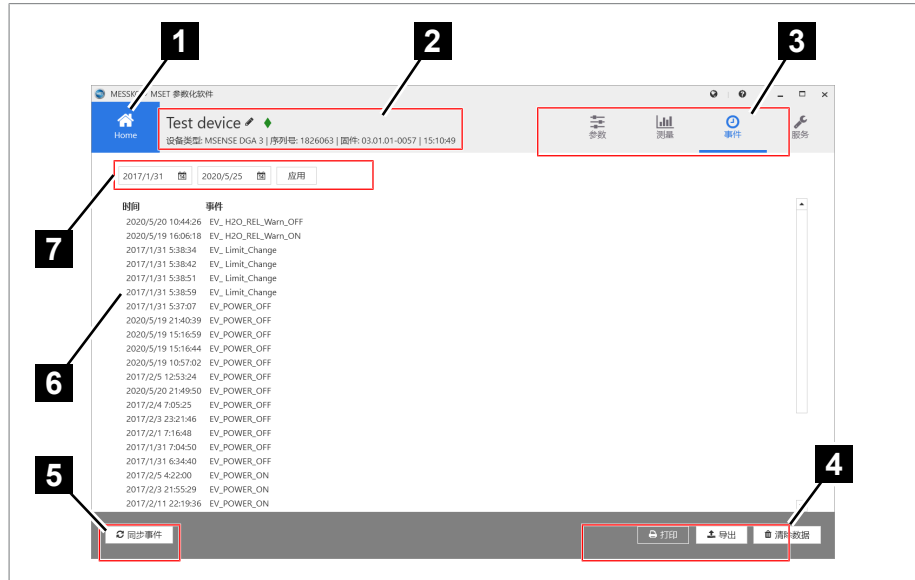 1
2
3
MESSKO MSET 参数化软件
Home
Test device
设备类型: MSENSE DGA 3 | 序列号: 1826063 | 固件: 03.01.01-0057 | 15:10:49
参数
测量
事件
服务
7
2017/1/31
2020/5/25
应用
时间 事件
2020/5/20 10:44:26 EV_ H2O_REL_Warn_OFF
2020/5/19 16:06:18 EV_ H2O_REL_Warn_ON
2017/1/31 5:38:34 EV_ Limit_Change
2017/1/31 5:38:42 EV_ Limit_Change
2017/1/31 5:38:51 EV_ Limit_Change
2017/1/31 5:38:59 EV_ Limit_Change
2017/1/31 5:37:07 EV_POWER_OFF
2020/5/19 21:40:39 EV_POWER_OFF
2020/5/19 15:16:59 EV_POWER_OFF
2020/5/19 15:16:44 EV_POWER_OFF
2020/5/19 10:57:02 EV_POWER_OFF
2017/2/5 12:53:24 EV_POWER_OFF
2020/5/20 21:49:50 EV_POWER_OFF
2017/2/4 7:05:25 EV_POWER_OFF
2017/2/3 23:21:46 EV_POWER_OFF
2017/2/1 7:16:48 EV_POWER_OFF
2017/1/31 7:04:50 EV_POWER_OFF
2017/1/31 6:34:40 EV_POWER_OFF
2017/2/5 4:22:00 EV_POWER_ON
2017/2/3 21:55:29 EV_POWER_ON
2017/2/11 22:19:36 EV_POWER_ON
6
5
4
同步事件
打印
导出
清除数据